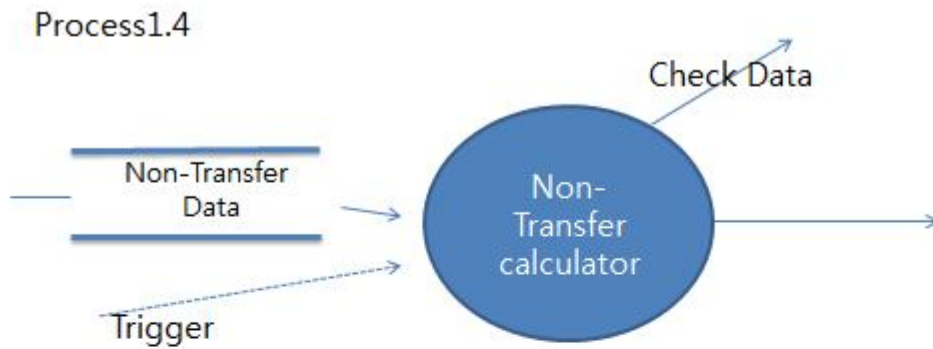 Process1.4
Check Data
Non-Transfer
Data
Non-
Transfer
calculator
Trigger